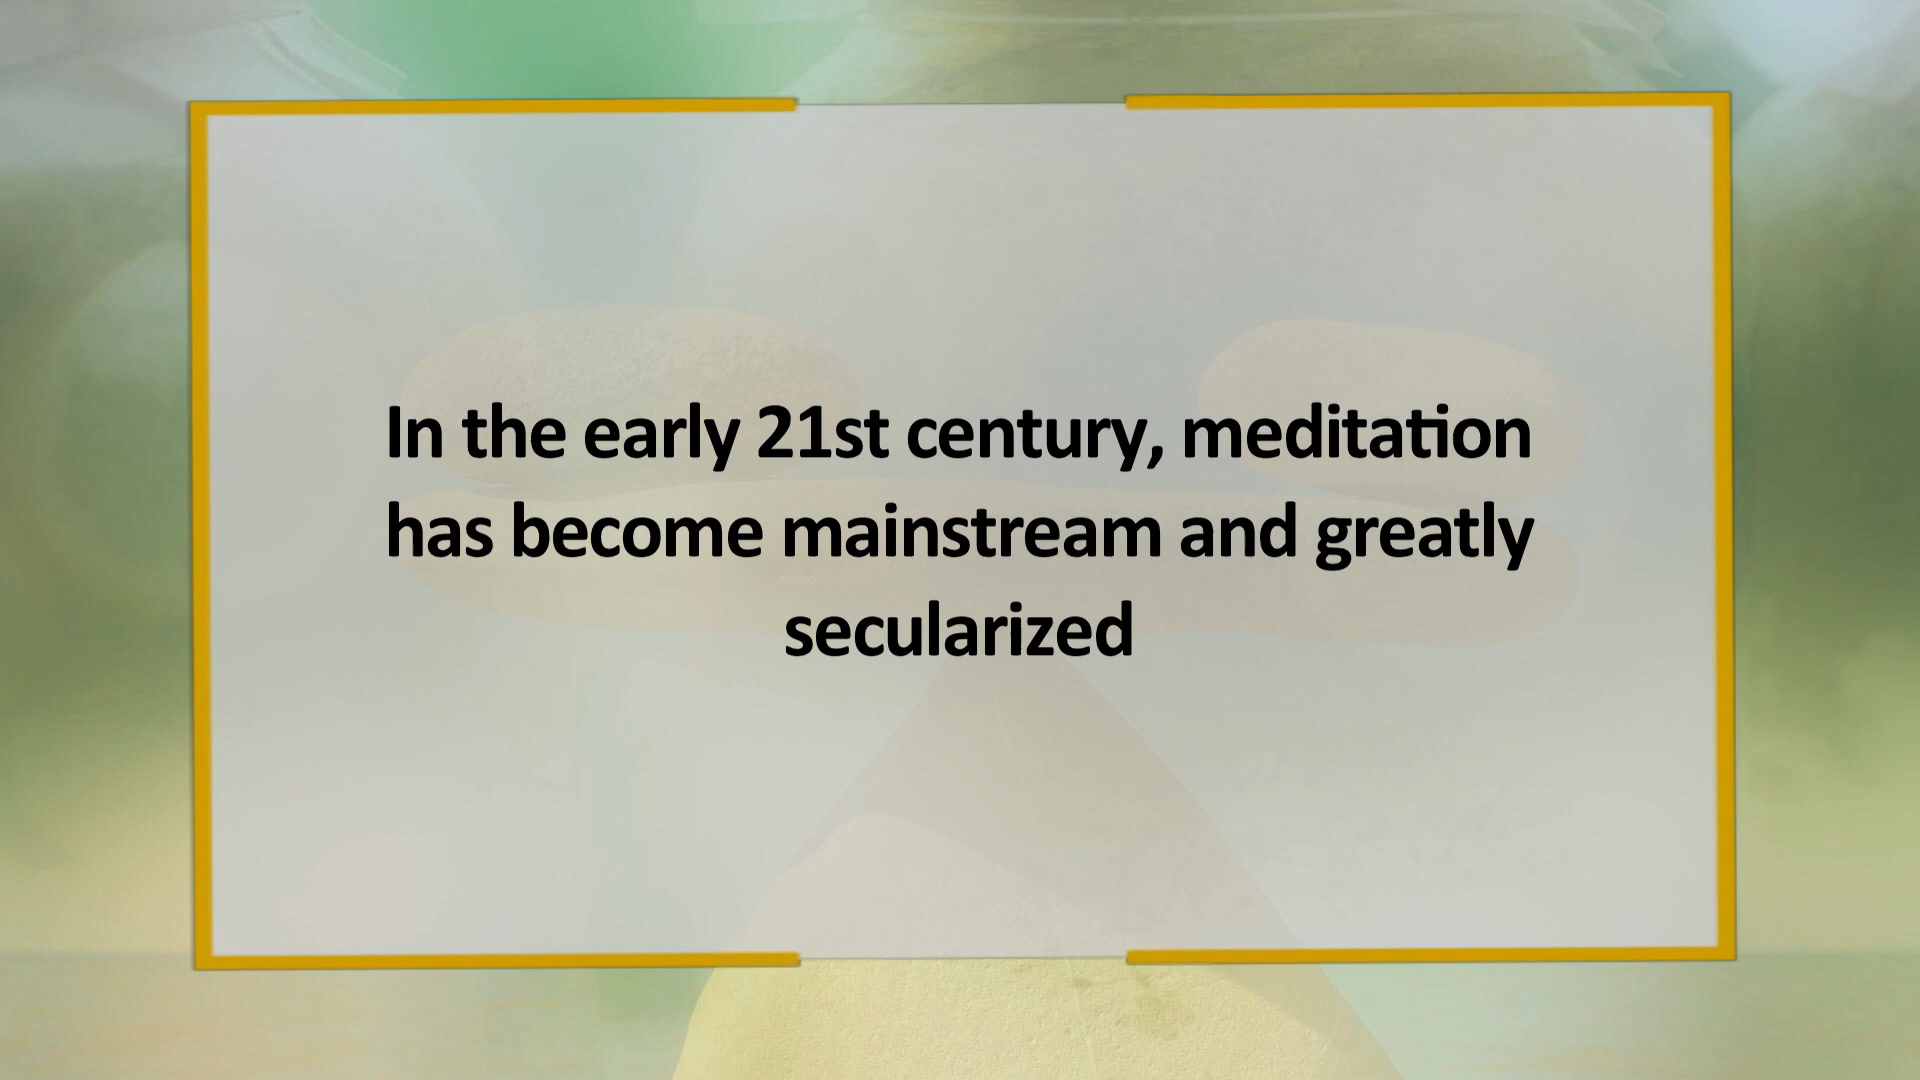 In the early 21st century, meditation
has become mainstream and greatly
secularized